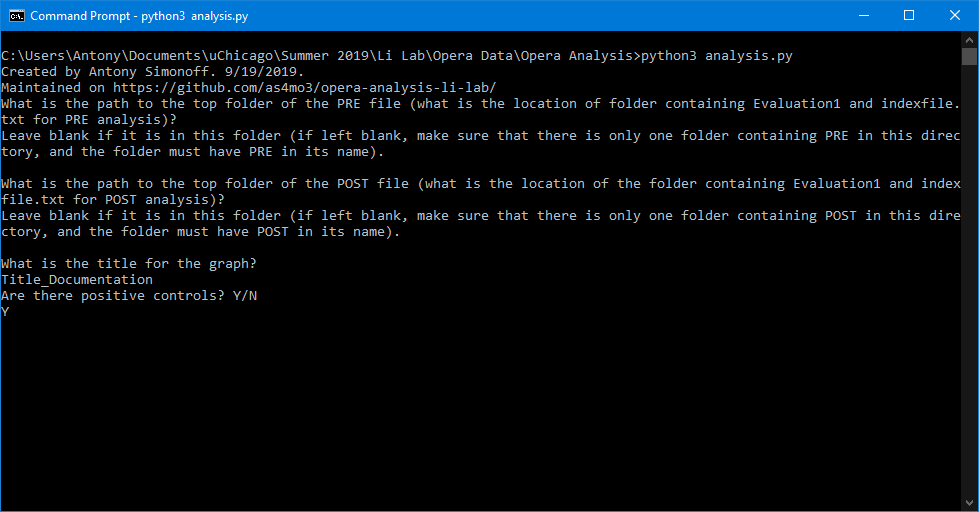 Command Prompt - python3 analysis.py
C:\Users\Antony\Documents\uChicago\Summer 2019\Li Lab\Opera Data\Opera Analysis>python3 analysis.py
Created by Antony Simonoff. 9/19/2019.
Maintained on https://github.com/as4mo3/opera-analysis-li-lab/
What is the path to the top folder of the PRE file (what is the location of folder containing Evaluation1 and indexfile.
txt for PRE analysis)?
Leave blank if it is in this folder (if left blank, make sure that there is only one folder containing PRE in this direc
tory, and the folder must have PRE in its name).
What is the path to the top folder of the POST file (what is the location of the folder containing Evaluation1 and index
file.txt for POST analysis)?
Leave blank if it is in this folder (if left blank, make sure that there is only one folder containing POST in this dire
ctory, and the folder must have POST in its name).
What is the title for the graph?
Title_Documentation
Are there positive controls? Y/N
Y